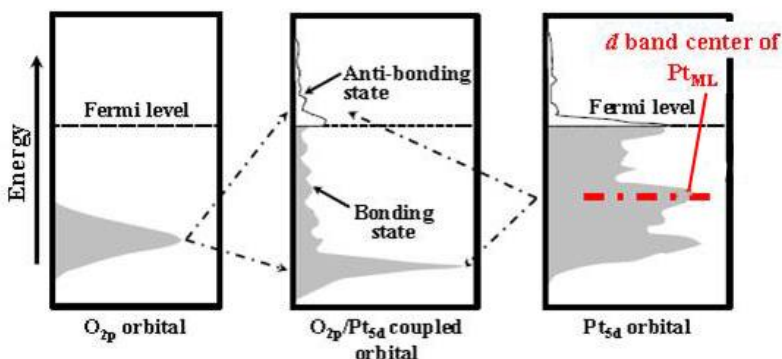 Energy
Fermi level
O2p orbital
Anti-bonding
state
Bonding
state
O2p/Pt5d coupled
orbital
d band center of
PtML
Fermi level
Pt5d orbital